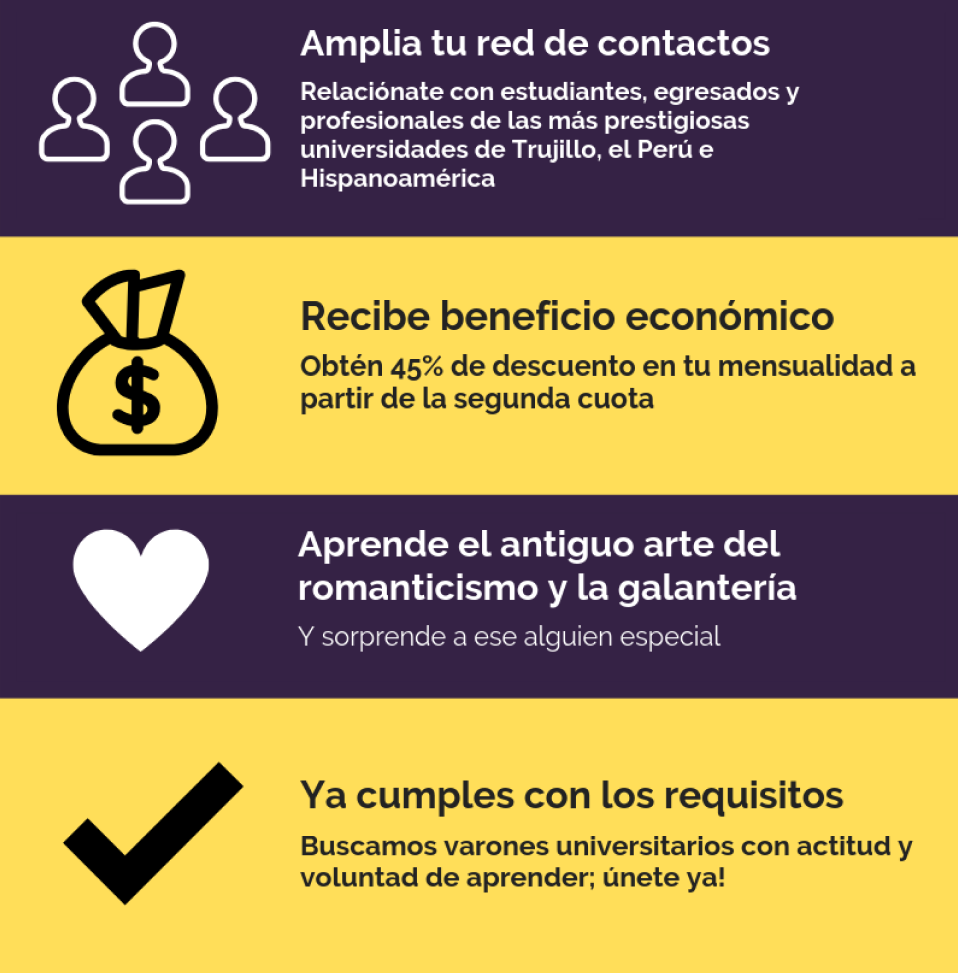 Amplia tu red de contactos
Relaciónate con estudiantes, egresados y
profesionales de las más prestigiosas
universidades de Trujillo, el Perú e
Hispanoamérica
$
Recibe beneficio económico
Obtén 45% de descuento en tu mensualidad a
partir de la segunda cuota
Aprende el antiguo arte del
romanticismo y la galantería
Y sorprende a ese alguien especial
Ya cumples con los requisitos
Buscamos varones universitarios con actitud y
voluntad de aprender; únete ya!